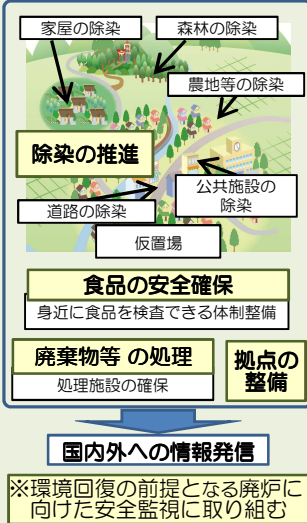 家屋の除染
森林の除染
農地等の除染
除染の推進
公共施設の
除染
道路の除染
仮置場
食品の安全確保
身近に食品を検査できる体制整備
廃棄物等 の処理
処理施設の確保
拠点の
整備
国内外への情報発信
※環境回復の前提となる廃炉に
向けた安全監視に取り組む